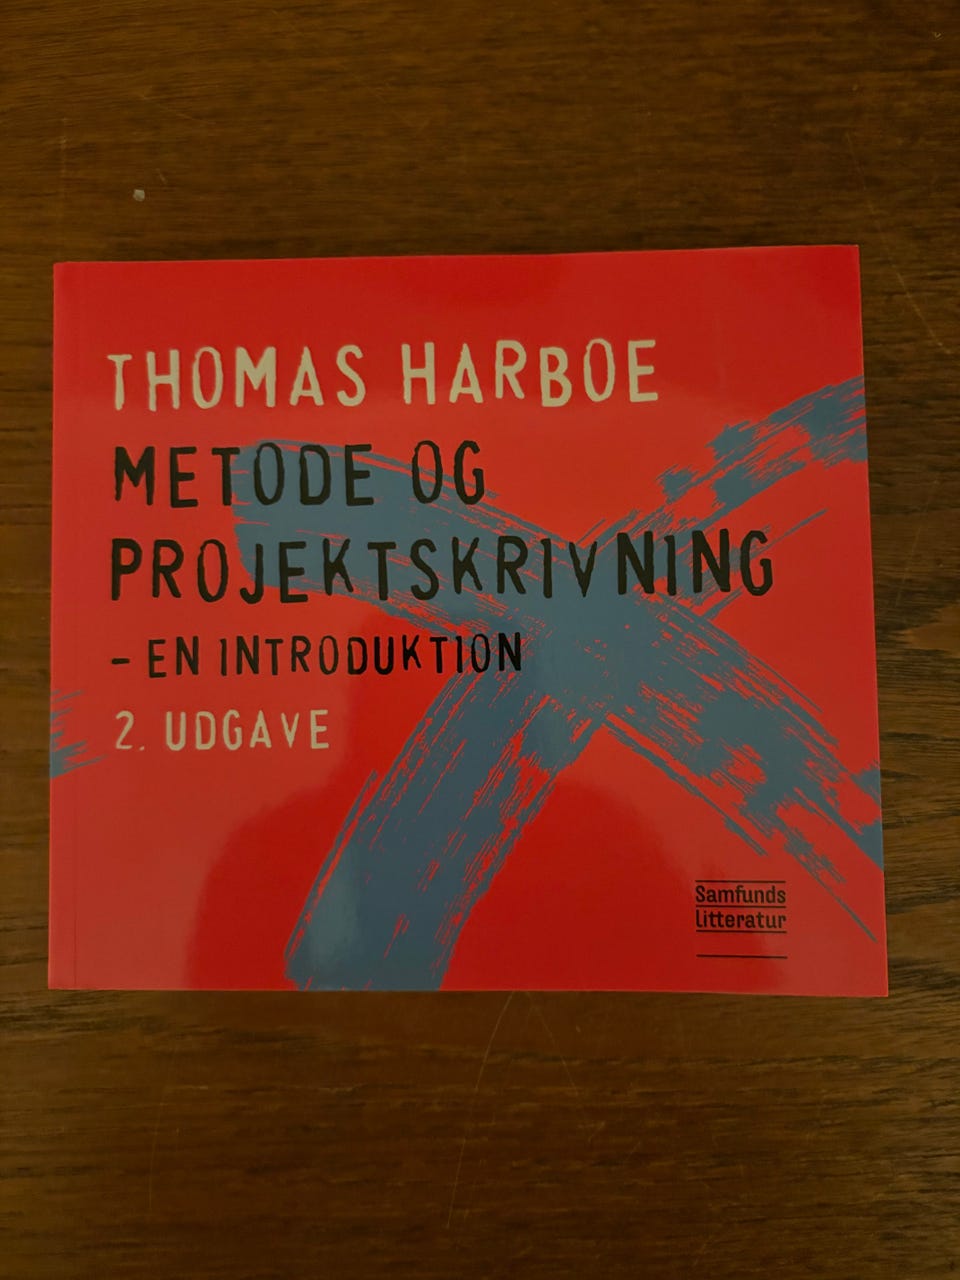 THOMAS HARBOE
METODE OG
PROJEKTSKRIVNING
- EN INTRODUKTION
2. UDGAVE
Samfunds
litteratur